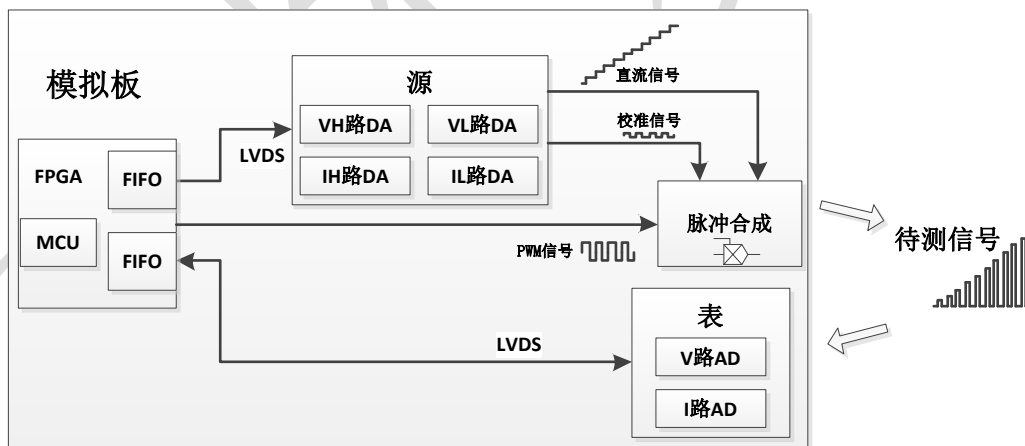 模拟板
源
VH路DA
VL路DA
IH路DA
IL路DA
直流信号
校准信号
LVDS
FPGA
FIFO
MCU
FIFO
PWM信号
脉冲合成
待测信号
LVDS
表
V路AD
I路AD